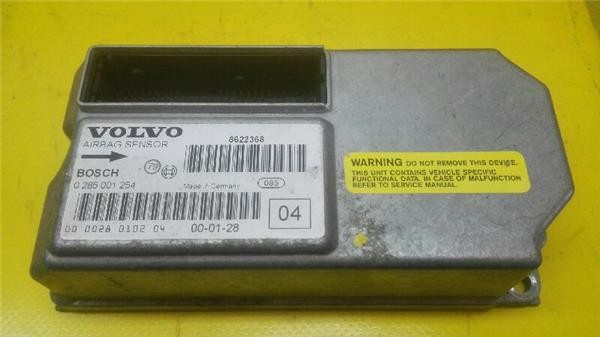 VOLVO
AIRBAG SENSOR
8622368
BOSCH
79
0 285 001 254
Made / Germany
085
04
00 0028 0102 04
00-01-28
WARNING DO NOT REMOVE THIS DEVICE.
THIS UNIT CONTAINS VEHICLE SPECIFIC
FUNCTIONAL DATA. IN CASE OF MALFUNCTION
REFER TO SERVICE MANUAL.